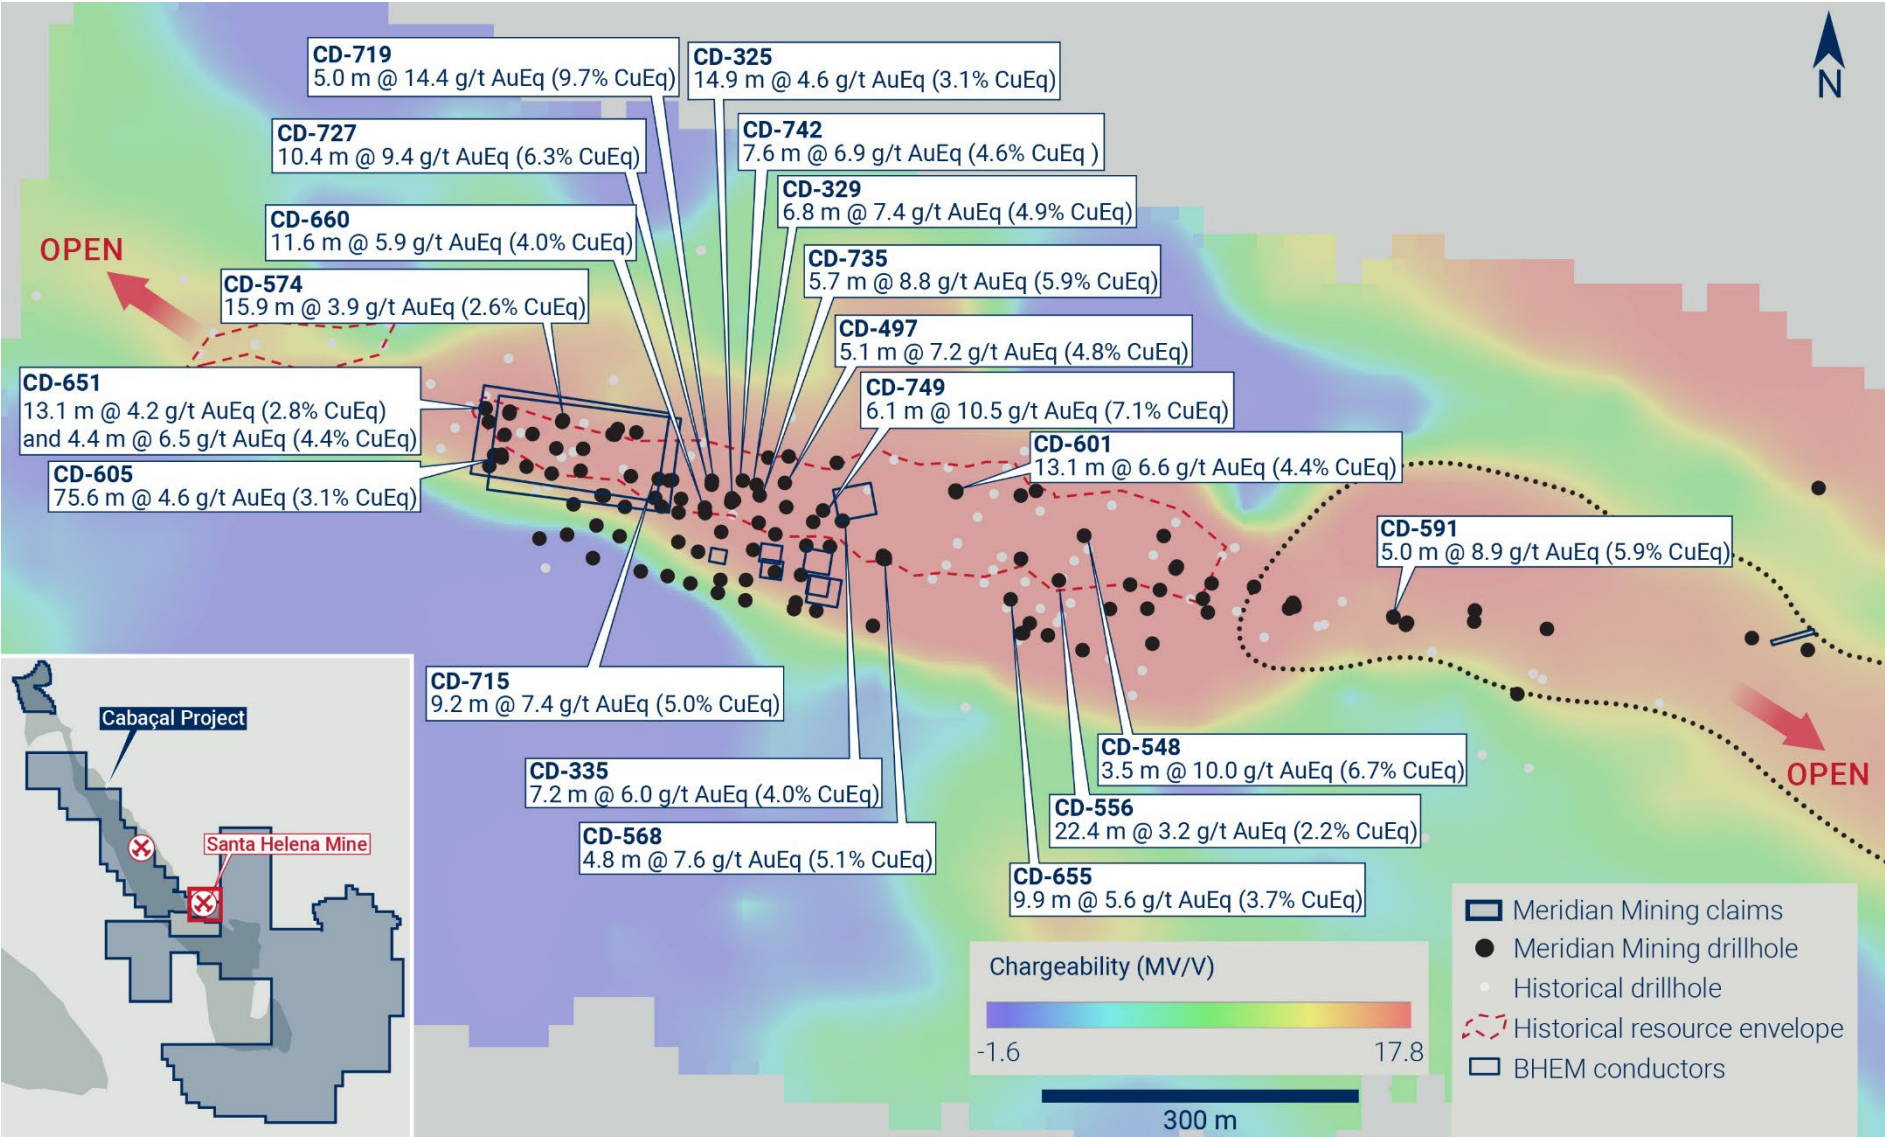 N
CD-719
5.0 m @ 14.4 g/t AuEq (9.7% CuEq)
CD-325
14.9 m @ 4.6 g/t AuEq (3.1% CuEq)
CD-727
10.4 m @ 9.4 g/t AuEq (6.3% CuEq)
CD-742
7.6 m @ 6.9 g/t AuEq (4.6% CuEq )
CD-329
6.8 m @ 7.4 g/t AuEq (4.9% CuEq)
CD-660
11.6 m @ 5.9 g/t AuEq (4.0% CuEq)
OPEN
CD-735
5.7 m @ 8.8 g/t AuEq (5.9% CuEq)
CD-574
15.9 m @ 3.9 g/t AuEq (2.6% CuEq)
CD-497
5.1 m @ 7.2 g/t AuEq (4.8% CuEq)
CD-651
13.1 m @ 4.2 g/t AuEq (2.8% CuEq)
and 4.4 m @ 6.5 g/t AuEq (4.4% CuEq)
CD-749
6.1 m @ 10.5 g/t AuEq (7.1% CuEq)
CD-601
13.1 m @ 6.6 g/t AuEq (4.4% CuEq)
CD-605
75.6 m @ 4.6 g/t AuEq (3.1% CuEq)
CD-591
5.0 m @ 8.9 g/t AuEq (5.9% CuEq)
CD-715
9.2 m @ 7.4 g/t AuEq (5.0% CuEq)
CD-335
7.2 m @ 6.0 g/t AuEq (4.0% CuEq)
CD-548
3.5 m @ 10.0 g/t AuEq (6.7% CuEq)
OPEN
CD-556
22.4 m @ 3.2 g/t AuEq (2.2% CuEq)
CD-568
4.8 m @ 7.6 g/t AuEq (5.1% CuEq)
CD-655
9.9 m @ 5.6 g/t AuEq (3.7% CuEq)
Cabaçal Project
Santa Helena Mine
Chargeability (MV/V)
-1.6
17.8
300 m
Meridian Mining claims
Meridian Mining drillhole
Historical drillhole
Historical resource envelope
BHEM conductors